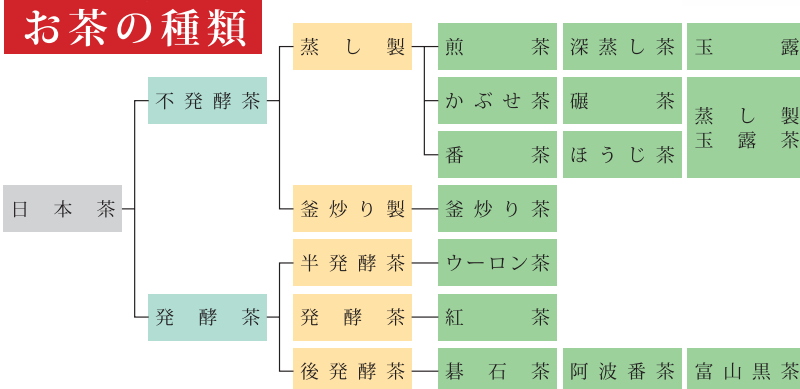 お茶の種類
日本茶
不発酵茶
蒸し製
煎茶
深蒸し茶
玉露
かぶせ茶
碾茶
蒸し製
玉露茶
番茶
ほうじ茶
釜炒り製
釜炒り茶
発酵茶
半発酵茶
ウーロン茶
発酵茶
紅茶
後発酵茶
碁石茶
阿波番茶
富山黒茶